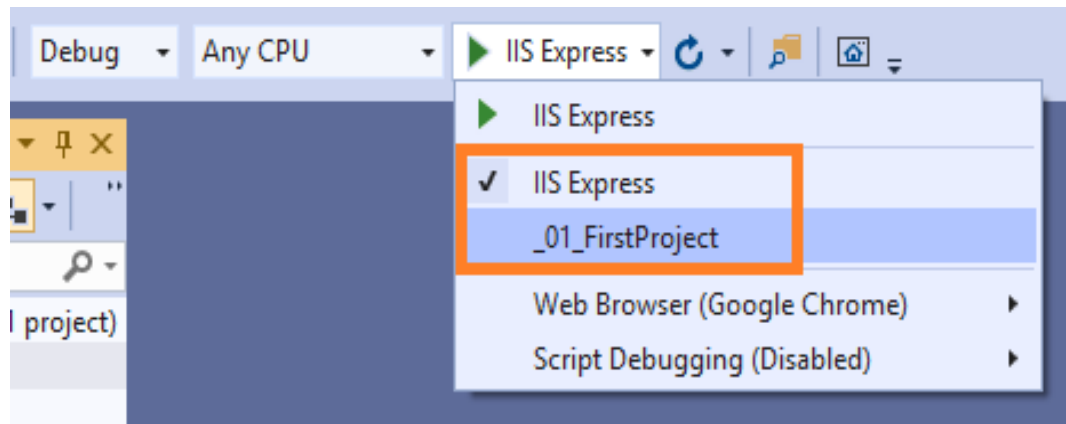 Debug Any CPU IIS Express
IIS Express
IIS Express
_01_FirstProject
Web Browser (Google Chrome)
project) Script Debugging (Disabled)